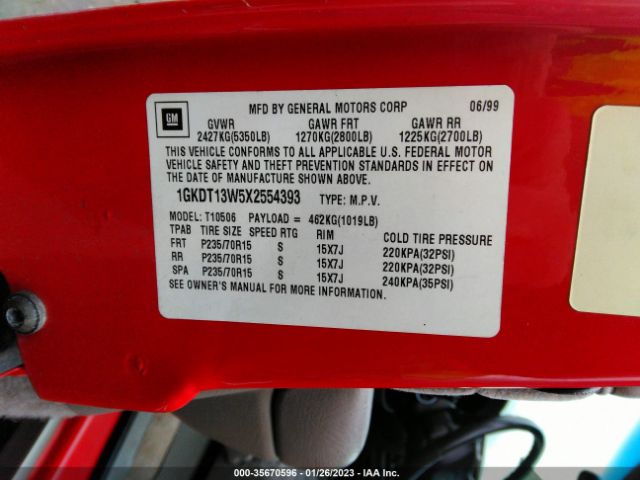 MFD BY GENERAL MOTORS CORP 06/99
GM
GVWR GAWR FRT GAWR RR
2427KG(5350LB) 1270KG(2800LB) 1225KG(2700LB)
THIS VEHICLE CONFORMS TO ALL APPLICABLE U.S. FEDERAL MOTOR
VEHICLE SAFETY AND THEFT PREVENTION STANDARDS IN EFFECT ON
THE DATE OF MANUFACTURE SHOWN ABOVE.
1GKDT13W5X2554393 TYPE: M.P.V.
MODEL: T10506 PAYLOAD = 462KG(1019LB)
TPAB TIRE SIZE SPEED RTG RIM COLD TIRE PRESSURE
FRT P235/70R15 S 15X7J 220KPA(32PSI)
RR P235/70R15 S 15X7J 220KPA(32PSI)
SPA P235/70R15 S 15X7J 240KPA(35PSI)
SEE OWNER'S MANUAL FOR MORE INFORMATION.
000-35670596 - 01/26/2023 - IAA Inc.